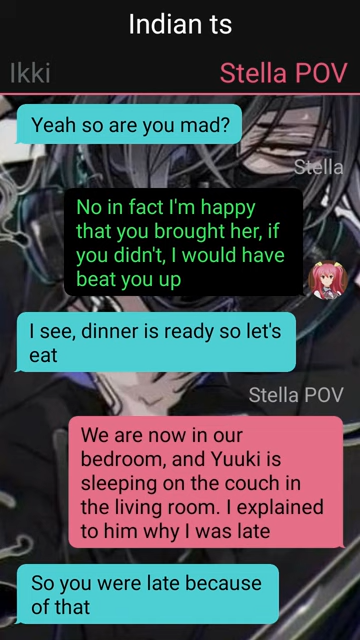 Indian ts
Ikki
Stella POV
Yeah so are you mad?
Stella
No in fact I'm happy
that you brought her, if
you didn't, I would have
beat you up
I see, dinner is ready so let's
eat
Stella POV
We are now in our
bedroom, and Yuuki is
sleeping on the couch in
the living room. I explained
to him why I was late
So you were late because
of that